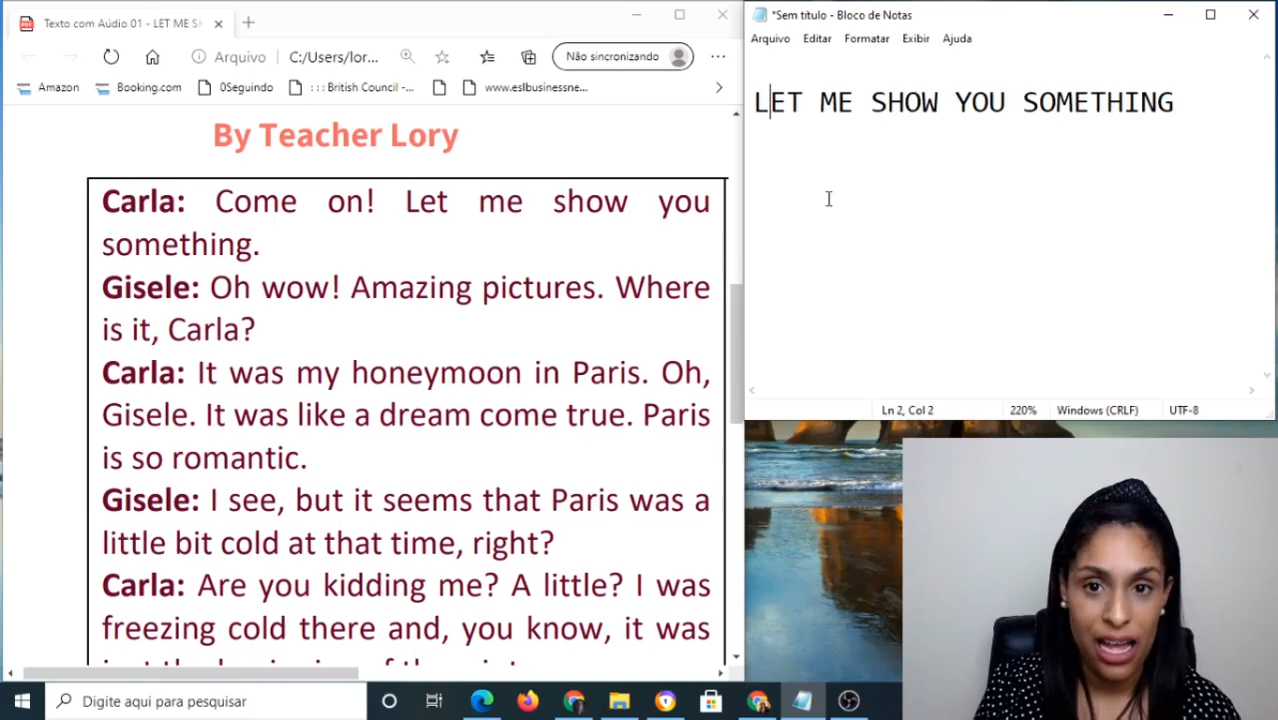 Texto com Aúdio 01 - LET ME S
Não sincronizando
Arquivo
C:/Users/lor...
Amazon
Booking.com
0Seguindo
: : : British Council -...
www.eslbusinessne...
By Teacher Lory
Carla: Come on! Let me show you
something.
Gisele: Oh wow! Amazing pictures. Where
is it, Carla?
Carla: It was my honeymoon in Paris. Oh,
Gisele. It was like a dream come true. Paris
is so romantic.
Gisele: I see, but it seems that Paris was a
little bit cold at that time, right?
Carla: Are you kidding me? A little? I was
freezing cold there and, you know, it was
*Sem título - Bloco de Notas
Arquivo Editar Formatar Exibir Ajuda
LET ME SHOW YOU SOMETHING
Ln 2, Col 2 220% Windows (CRLF) UTF-8
Digite aqui para pesquisar